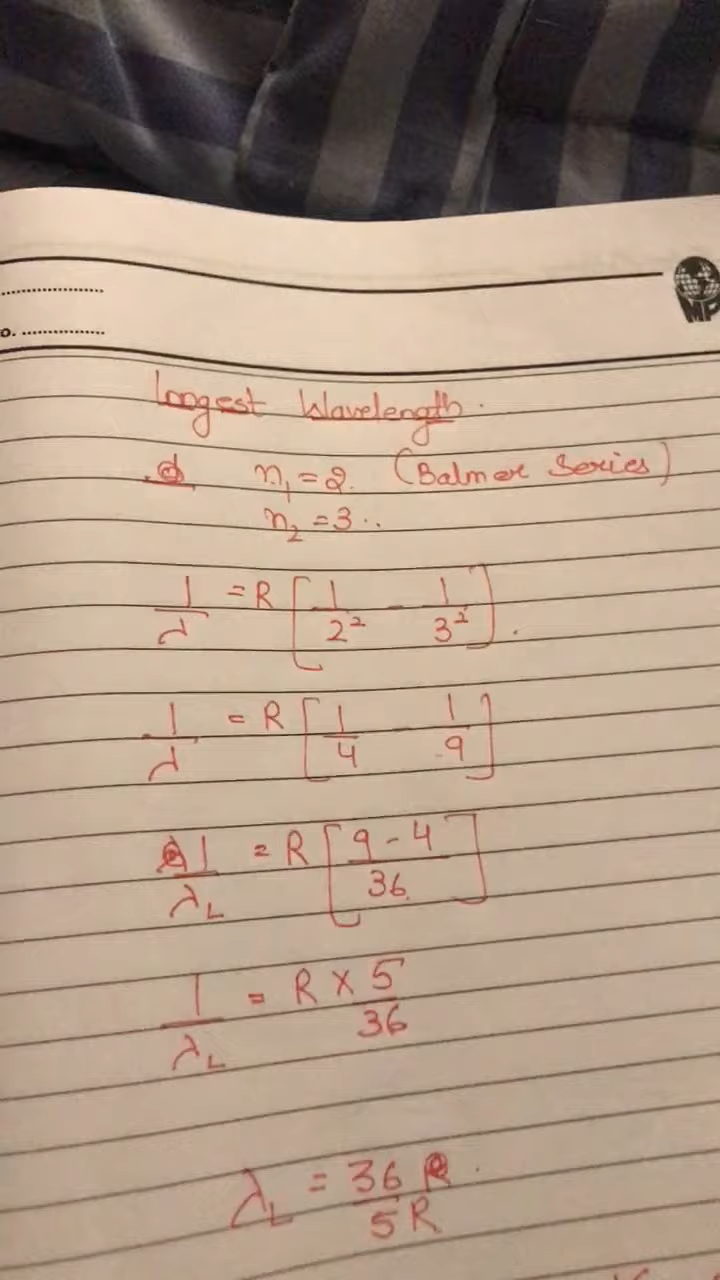 MP
o. ................
Longest Wavelength.
n₁ = 2. (Balmer Series)
n₂ = 3..
1/λ = R [1/2² - 1/3²].
1/λ = R [1/4 - 1/9]
1/λL = R [9-4/36]
1/λL = R × 5/36
λL = 36/5R